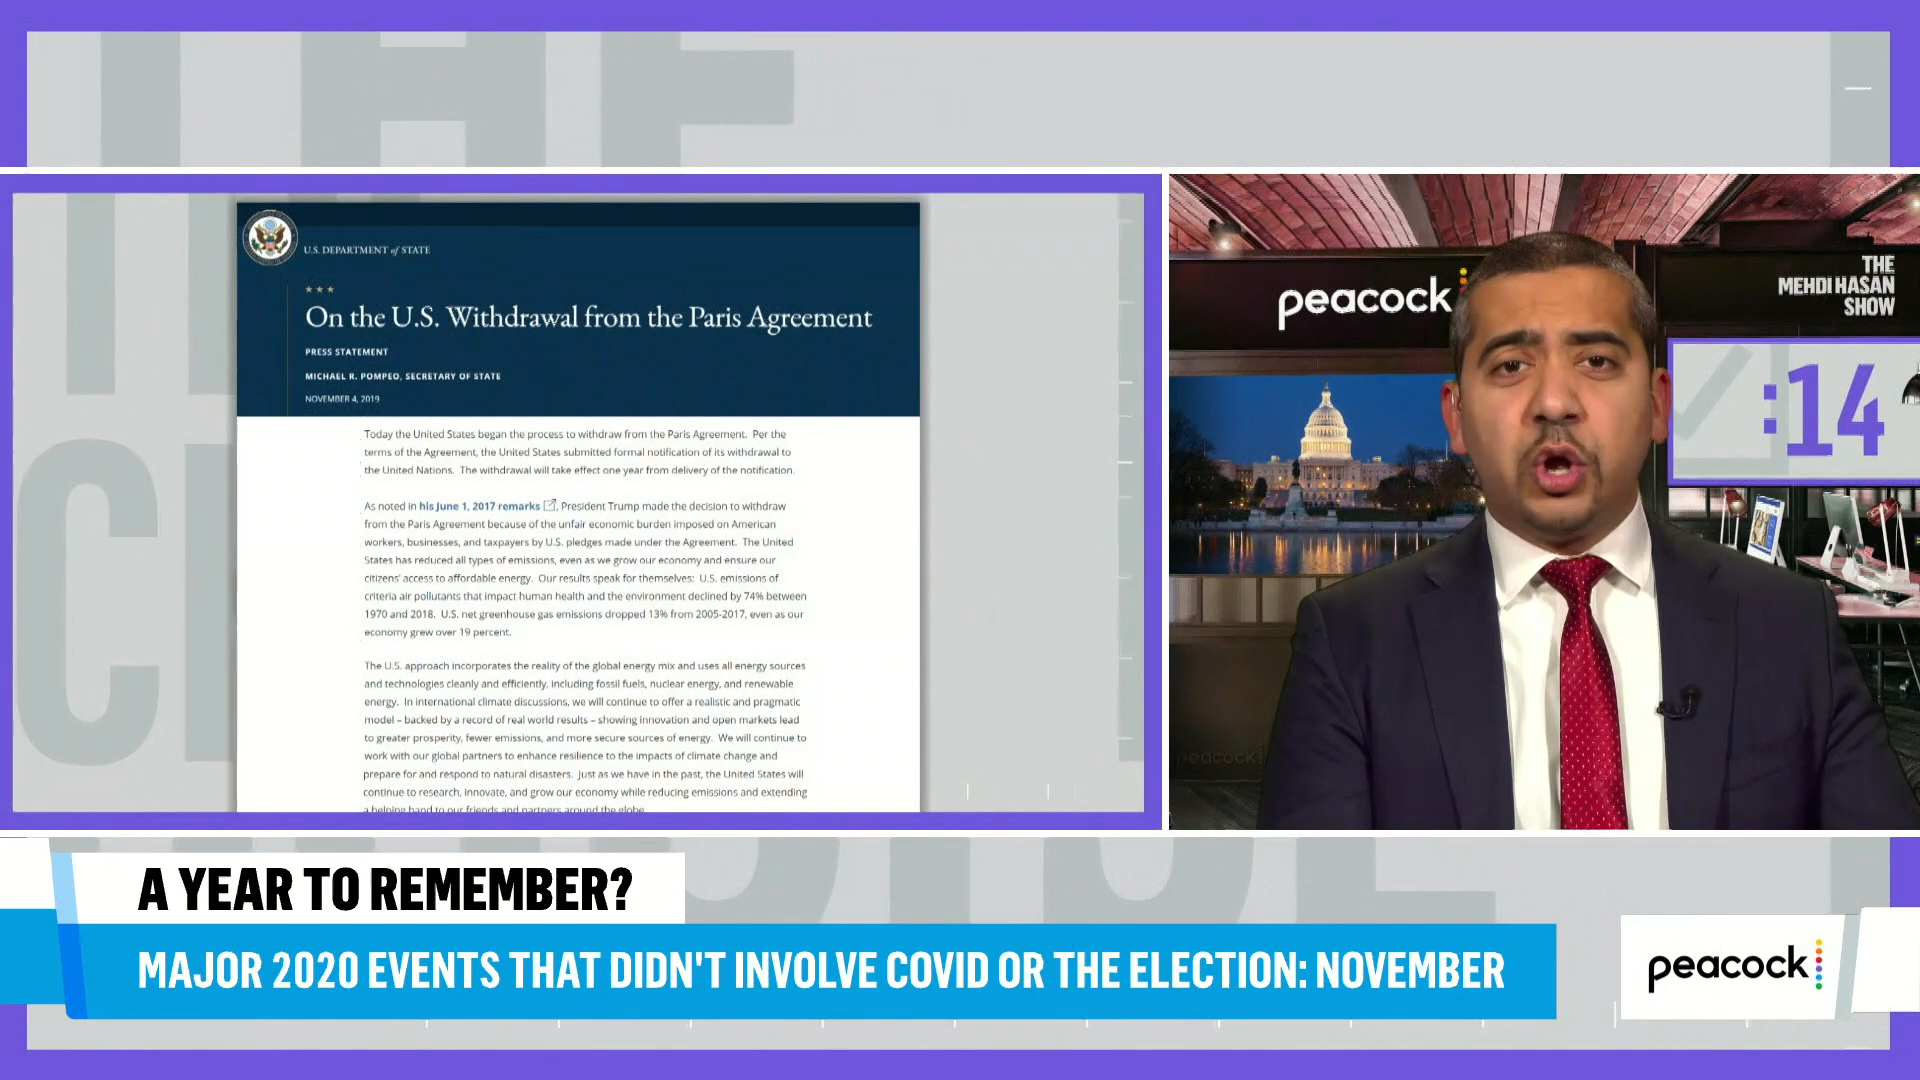 U.S. DEPARTMENT of STATE
On the U.S. Withdrawal from the Paris Agreement
PRESS STATEMENT
MICHAEL R. POMPEO, SECRETARY OF STATE
NOVEMBER 4, 2019
Today the United States began the process to withdraw from the Paris Agreement. Per the
terms of the Agreement, the United States submitted formal notification of its withdrawal to
the United Nations. The withdrawal will take effect one year from delivery of the notification.
As noted in his June 1, 2017 remarks, President Trump made the decision to withdraw
from the Paris Agreement because of the unfair economic burden imposed on American
workers, businesses, and taxpayers by U.S. pledges made under the Agreement. The United
States has reduced all types of emissions, even as we grow our economy and ensure our
citizens' access to affordable energy. Our results speak for themselves: U.S. emissions of
criteria air pollutants that impact human health and the environment declined by 74% between
1970 and 2018. U.S. net greenhouse gas emissions dropped 13% from 2005-2017, even as our
economy grew over 19 percent.
The U.S. approach incorporates the reality of the global energy mix and uses all energy sources
and technologies cleanly and efficiently, including fossil fuels, nuclear energy, and renewable
energy. In international climate discussions, we will continue to offer a realistic and pragmatic
model – backed by a record of real world results – showing innovation and open markets lead
to greater prosperity, fewer emissions, and more secure sources of energy. We will continue to
work with our global partners to enhance resilience to the impacts of climate change and
prepare for and respond to natural disasters. Just as we have in the past, the United States will
continue to research, innovate, and grow our economy while reducing emissions and extending
a helping hand to our friends and partners around the globe.
peacock
THE
MEHDI HASAN
SHOW
:14
peacock
A YEAR TO REMEMBER?
MAJOR 2020 EVENTS THAT DIDN'T INVOLVE COVID OR THE ELECTION: NOVEMBER
peacock